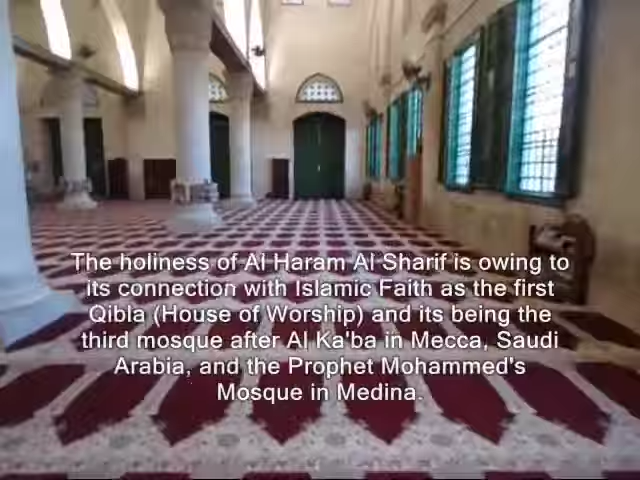 The holiness of Al Haram Al Sharif is owing to
its connection with Islamic Faith as the first
Qibla (House of Worship) and its being the
third mosque after Al Ka'ba in Mecca, Saudi
Arabia, and the Prophet Mohammed's
Mosque in Medina.